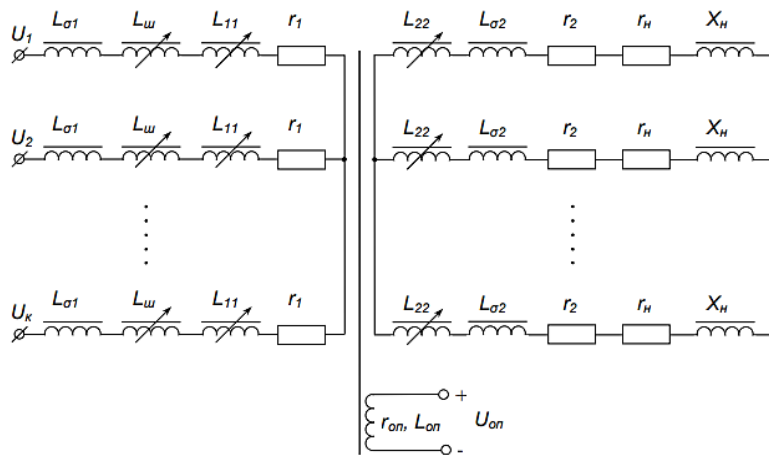 Lσ1 Lш L11 r1 L22 Lσ2 r2 rн Xн
U1
Lσ1 Lш L11 r1 L22 Lσ2 r2 rн Xн
U2
Lσ1 Lш L11 r1 L22 Lσ2 r2 rн Xн
Uк
+
rоп, Lоп Uоп
-